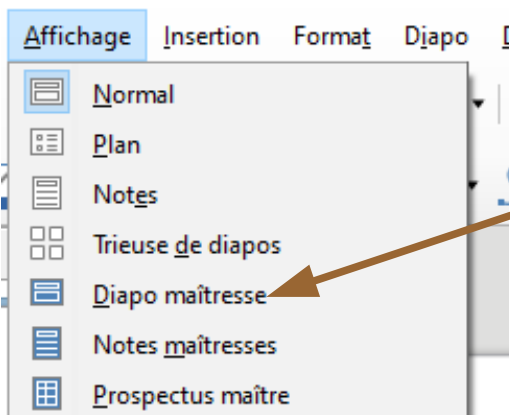 Affichage Insertion Format Diapo
Normal
Plan
Notes
Trieuse de diapos
Diapo maîtresse
Notes maîtresses
Prospectus maître